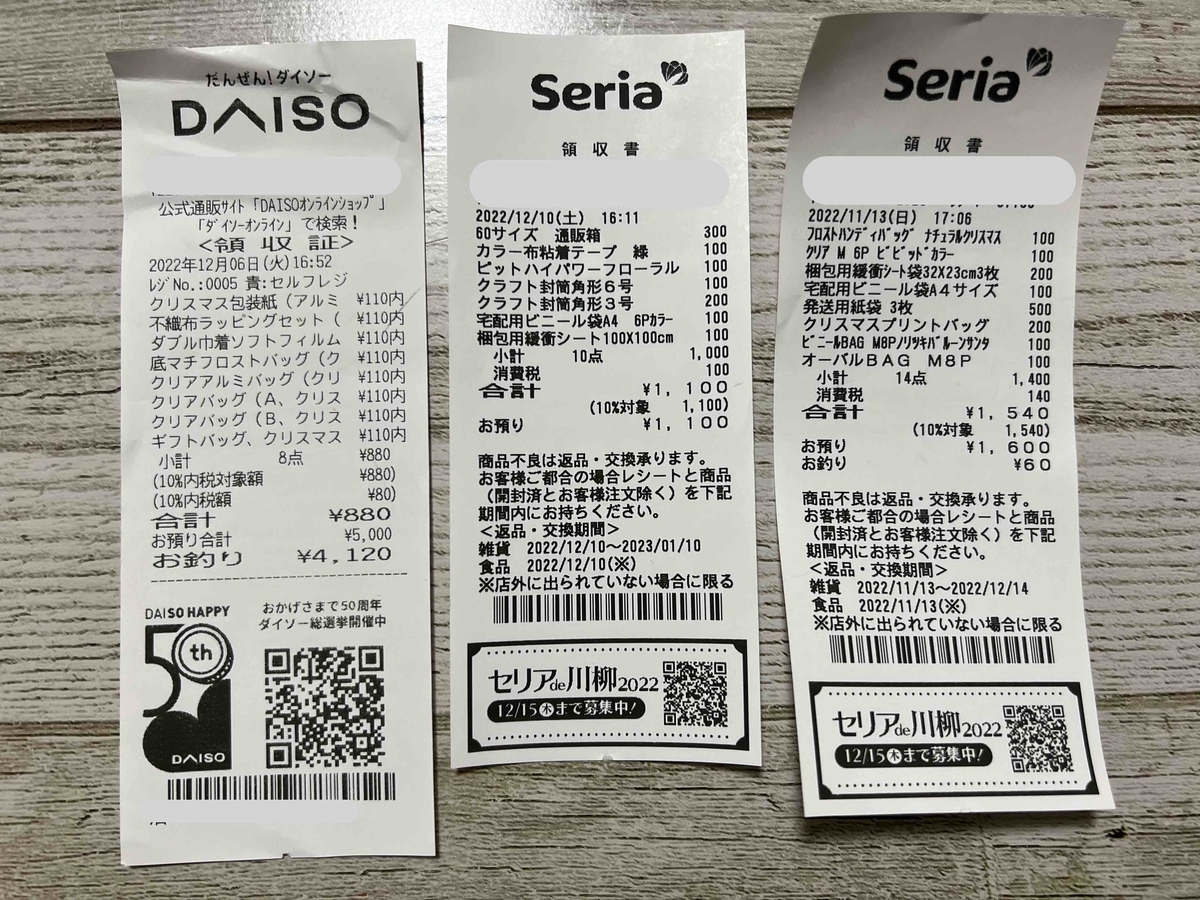 だんぜん!ダイソー
DAISO
公式通販サイト「DAISOオンラインショップ」
「ダイソーオンライン」で検索!
<領 収 証>
2022年12月06日(火)16:52
レジNo.:0005 責:セルフレジ
クリスマス包装紙(アルミ ¥110内
不織布ラッピングセット( ¥110内
ダブル巾着ソフトフィルム ¥110内
底マチフロストバッグ(ク ¥110内
クリアアルミバッグ(クリ ¥110内
クリアバッグ(A、クリス ¥110内
クリアバッグ(B、クリス ¥110内
ギフトバッグ、クリスマス ¥110内
小計 8点 ¥880
(10%内税対象額 ¥880)
(10%内税額 ¥80)
合計 ¥880
お預り合計 ¥5,000
お釣り ¥4,120
DAISO HAPPY
50th
DAISO
おかげさまで50周年
ダイソー総選挙開催中
Seria
領 収 書
2022/12/10(土) 16:11
60サイズ 通販箱 300
カラー布粘着テープ 緑 100
ピットハイパワーフローラル 100
クラフト封筒角形6号 100
クラフト封筒角形3号 200
宅配用ビニール袋A4 6Pカラー 100
梱包用緩衝シート100X100cm 100
小計 10点 1,000
消費税 100
合計 ¥1,100
(10%対象 1,100)
お預り ¥1,100
商品不良は返品・交換承ります。
お客様ご都合の場合レシートと商品
(開封済とお客様注文除く)を下記
期間内にお持ちください。
<返品・交換期間>
雑貨 2022/12/10~2023/01/10
食品 2022/12/10(※)
※店外に出られていない場合に限る
セリアde川柳2022
12/15木まで募集中!
Seria
領 収 書
2022/11/13(日) 17:06
フロストハンディバッグ ナチュラルクリスマス 100
クリア M 6P ビビットカラー 100
梱包用緩衝シート袋32X23cm3枚 200
宅配用ビニール袋A4サイズ 100
発送用紙袋 3枚 500
クリスマスプリントバッグ 200
ビニールBAG M8Pノリツキバルーンサンタ 100
オーバルBAG M8P 100
小計 14点 1,400
消費税 140
合計 ¥1,540
(10%対象 1,540)
お預り ¥1,600
お釣り ¥60
商品不良は返品・交換承ります。
お客様ご都合の場合レシートと商品
(開封済とお客様注文除く)を下記
期間内にお持ちください。
<返品・交換期間>
雑貨 2022/11/13~2022/12/14
食品 2022/11/13(※)
※店外に出られていない場合に限る
セリアde川柳2022
12/15木まで募集中!